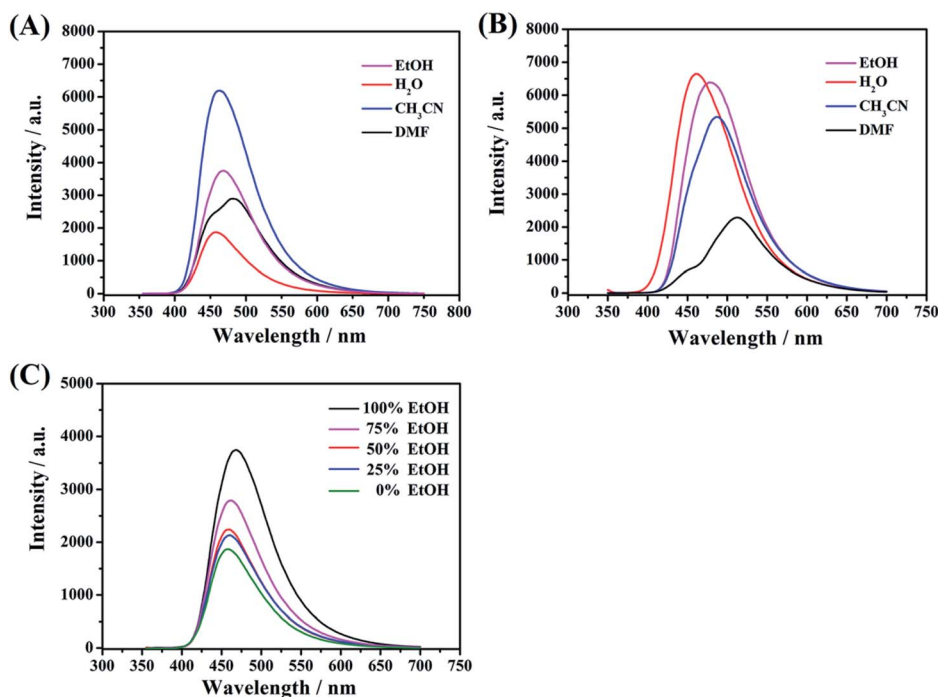 (A)
8000
7000
6000
5000
4000
3000
2000
1000
0
Intensity / a.u.
EtOH
H₂O
CH₃CN
DMF
300 350 400 450 500 550 600 650 700 750 800
Wavelength / nm
(B)
8000
7000
6000
5000
4000
3000
2000
1000
0
Intensity / a.u.
EtOH
H₂O
CH₃CN
DMF
300 350 400 450 500 550 600 650 700 750
Wavelength / nm
(C)
5000
4000
3000
2000
1000
0
Intensity / a.u.
100% EtOH
75% EtOH
50% EtOH
25% EtOH
0% EtOH
300 350 400 450 500 550 600 650 700 750
Wavelength / nm